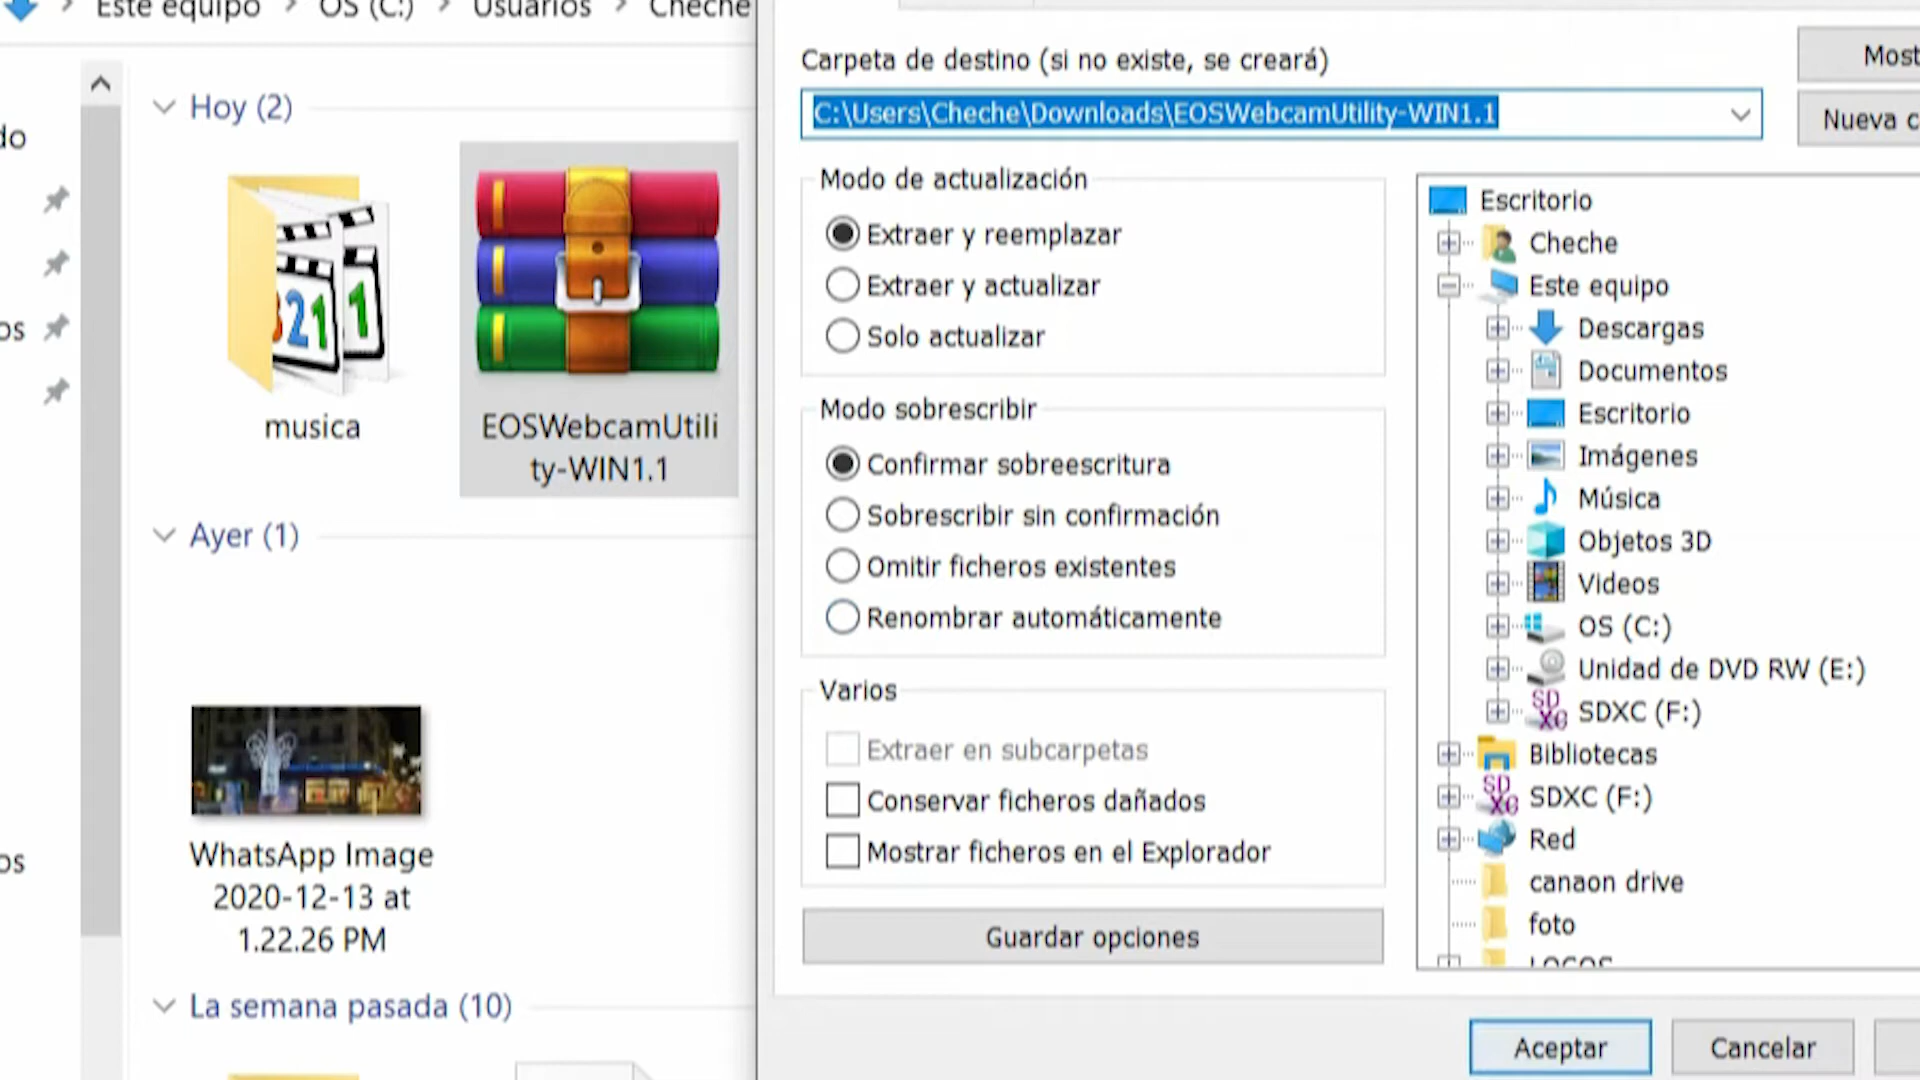 Este equipo > OS (C:) > Usuarios > Cheche
Hoy (2)
musica
EOSWebcamUtili
ty-WIN1.1
Ayer (1)
WhatsApp Image
2020-12-13 at
1.22.26 PM
La semana pasada (10)
Carpeta de destino (si no existe, se creará)
C:\Users\Cheche\Downloads\EOSWebcamUtility-WIN1.1
Most
Nueva c
Modo de actualización
Extraer y reemplazar
Extraer y actualizar
Solo actualizar
Modo sobrescribir
Confirmar sobreescritura
Sobrescribir sin confirmación
Omitir ficheros existentes
Renombrar automáticamente
Varios
Extraer en subcarpetas
Conservar ficheros dañados
Mostrar ficheros en el Explorador
Guardar opciones
Escritorio
Cheche
Este equipo
Descargas
Documentos
Escritorio
Imágenes
Música
Objetos 3D
Videos
OS (C:)
Unidad de DVD RW (E:)
SDXC (F:)
Bibliotecas
SDXC (F:)
Red
canaon drive
foto
LOGOS
Aceptar
Cancelar